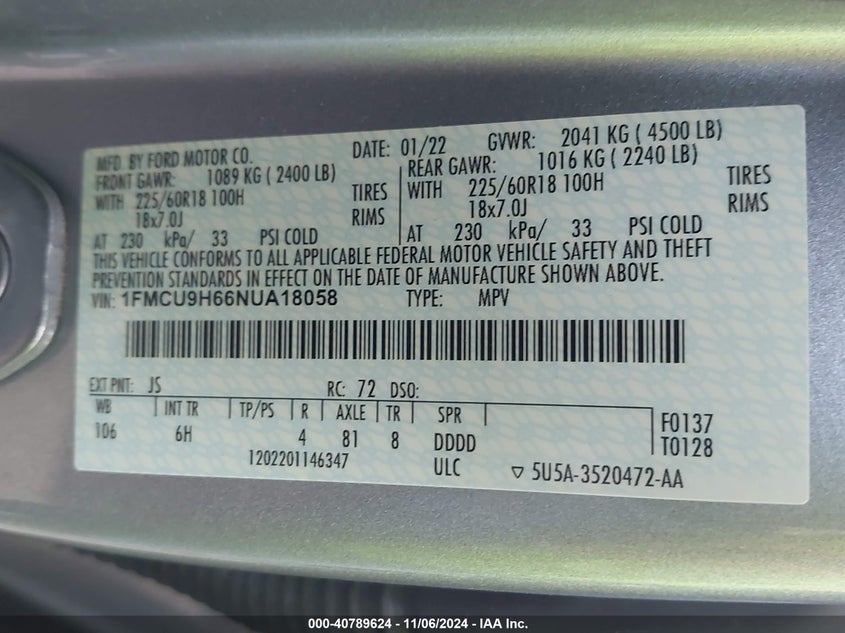 MFD BY FORD MOTOR CO. DATE: 01/22 GVWR: 2041 KG ( 4500 LB)
FRONT GAWR: 1089 KG ( 2400 LB) REAR GAWR: 1016 KG ( 2240 LB)
WITH 225/60R18 100H TIRES WITH 225/60R18 100H TIRES
18x7.0J RIMS 18x7.0J RIMS
AT 230 kPa/ 33 PSI COLD AT 230 kPa/ 33 PSI COLD
THIS VEHICLE CONFORMS TO ALL APPLICABLE FEDERAL MOTOR VEHICLE SAFETY AND THEFT
PREVENTION STANDARDS IN EFFECT ON THE DATE OF MANUFACTURE SHOWN ABOVE.
VIN: 1FMCU9H66NUA18058 TYPE: MPV
EXT PNT: JS RC: 72 DSO:
WB INT TR TP/PS R AXLE TR SPR F0137
106 6H 4 81 8 DDDD T0128
1202201146347 ULC ▽ 5U5A-3520472-AA
000-40789624 - 11/06/2024 - IAA Inc.